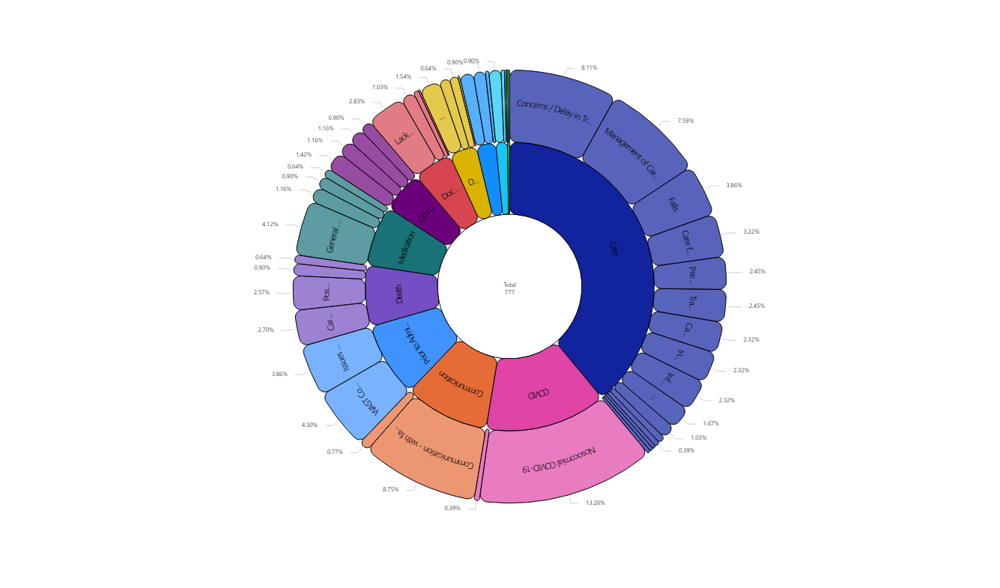 Total
777
Care
COVID
Communication
Prior to Admi...
Death
Medication
Com...
Doc...
D...
Concerns / Delay in Tr...
Management of Car...
Falls
Care f...
Pre...
Tra...
Ca...
In...
Inf...
...
Nosocomial COVID-19
Communication - with fa...
WAST Co...
Issues ...
Car...
Pos...
General ...
Lack...
...
8.11%
7.59%
3.86%
3.22%
2.45%
2.45%
2.32%
2.32%
2.32%
1.67%
1.03%
0.39%
13.26%
0.39%
8.75%
0.77%
4.50%
3.86%
2.70%
2.57%
0.90%
0.64%
4.12%
1.16%
0.90%
0.64%
1.42%
1.16%
1.16%
0.90%
2.83%
1.03%
1.54%
0.64%
0.90%
0.90%